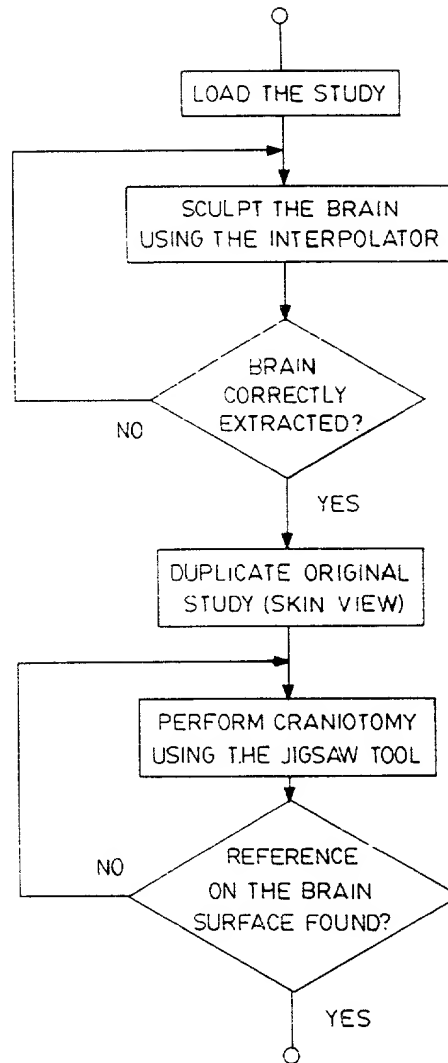 LOAD THE STUDY
SCULPT THE BRAIN
USING THE INTERPOLATOR
BRAIN
CORRECTLY
EXTRACTED?
NO
YES
DUPLICATE ORIGINAL
STUDY (SKIN VIEW)
PERFORM CRANIOTOMY
USING THE JIGSAW TOOL
NO
REFERENCE
ON THE BRAIN
SURFACE FOUND?
YES